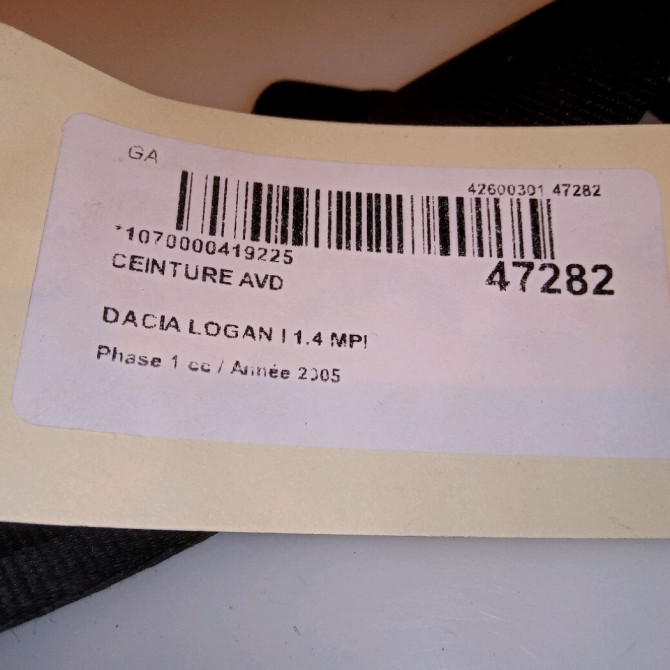 GA
42600301 47282
*1070000419225
47282
CEINTURE AVD
DACIA LOGAN I 1.4 MPI
Phase 1 cc / Année 2005